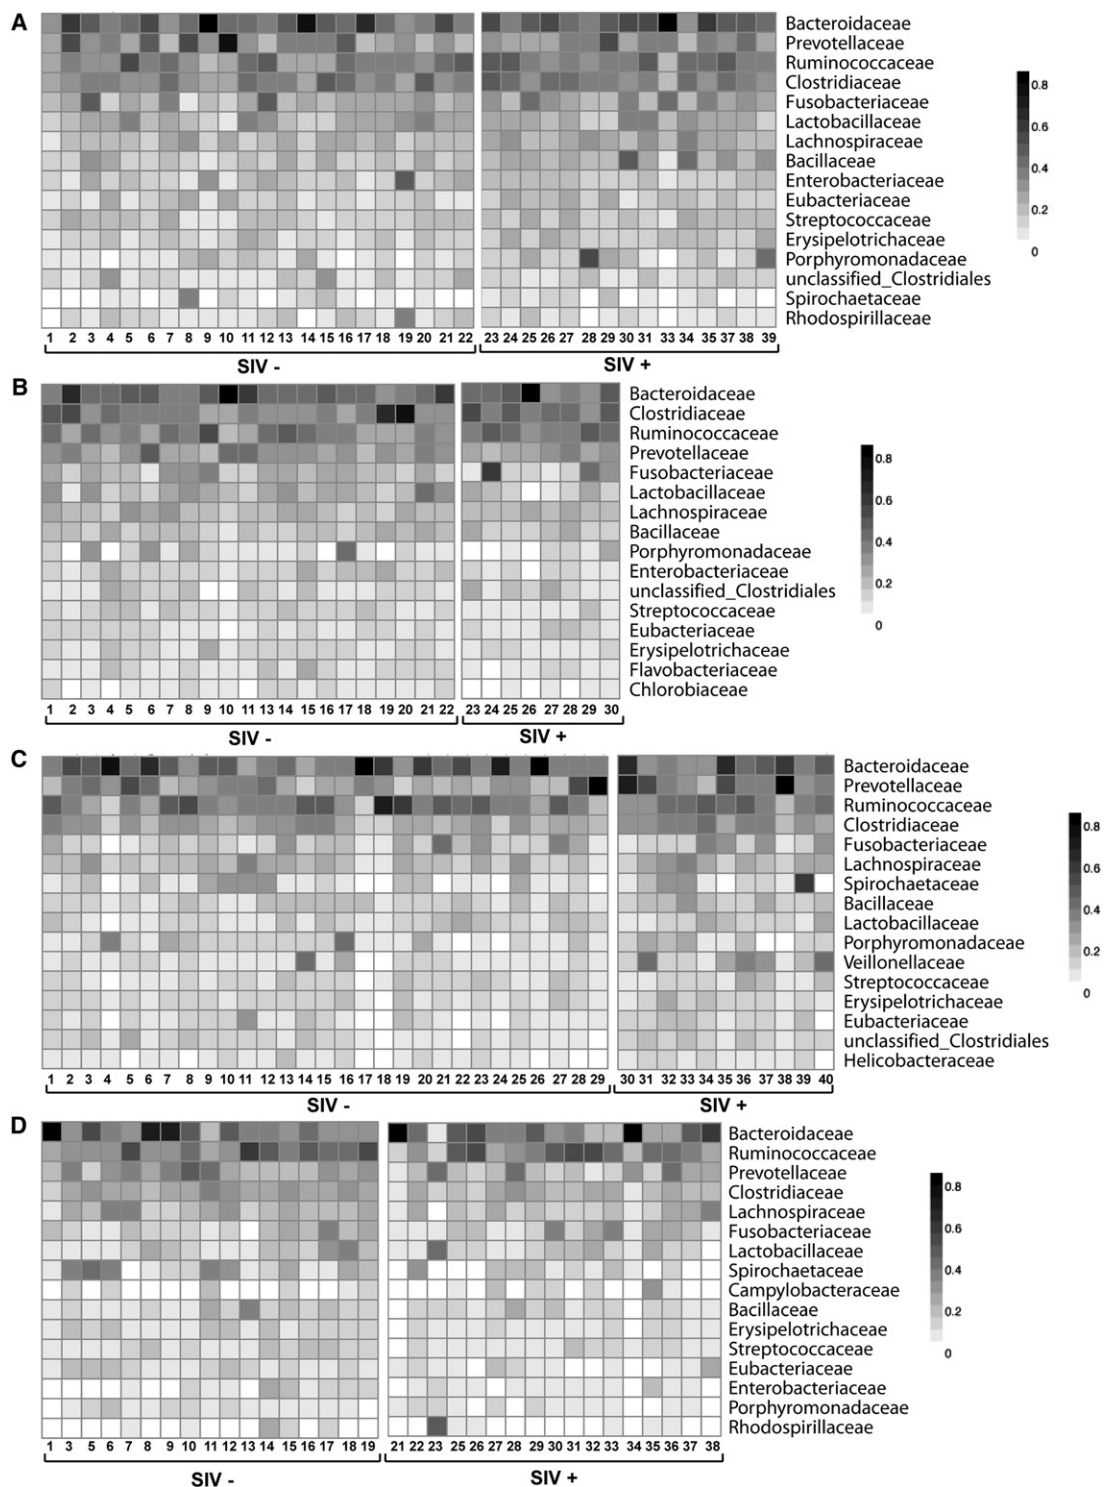 A
Bacteroidaceae
Prevotellaceae
Ruminococcaceae
Clostridiaceae
Fusobacteriaceae
Lactobacillaceae
Lachnospiraceae
Bacillaceae
Enterobacteriaceae
Eubacteriaceae
Streptococcaceae
Erysipelotrichaceae
Porphyromonadaceae
unclassified_Clostridiales
Spirochaetaceae
Rhodospirillaceae
0.8
0.6
0.4
0.2
0
1 2 3 4 5 6 7 8 9 10 11 12 13 14 15 16 17 18 19 20 21 22 23 24 25 26 27 28 29 30 31 33 34 35 37 38 39
SIV - SIV +
B
Bacteroidaceae
Clostridiaceae
Ruminococcaceae
Prevotellaceae
Fusobacteriaceae
Lactobacillaceae
Lachnospiraceae
Bacillaceae
Porphyromonadaceae
Enterobacteriaceae
unclassified_Clostridiales
Streptococcaceae
Eubacteriaceae
Erysipelotrichaceae
Flavobacteriaceae
Chlorobiaceae
0.8
0.6
0.4
0.2
0
1 2 3 4 5 6 7 8 9 10 11 12 13 14 15 16 17 18 19 20 21 22 23 24 25 26 27 28 29 30
SIV - SIV +
C
Bacteroidaceae
Prevotellaceae
Ruminococcaceae
Clostridiaceae
Fusobacteriaceae
Lachnospiraceae
Spirochaetaceae
Bacillaceae
Lactobacillaceae
Porphyromonadaceae
Veillonellaceae
Streptococcaceae
Erysipelotrichaceae
Eubacteriaceae
unclassified_Clostridiales
Helicobacteraceae
0.8
0.6
0.4
0.2
0
1 2 3 4 5 6 7 8 9 10 11 12 13 14 15 16 17 18 19 20 21 22 23 24 25 26 27 28 29 30 31 32 33 34 35 36 37 38 39 40
SIV - SIV +
D
Bacteroidaceae
Ruminococcaceae
Prevotellaceae
Clostridiaceae
Lachnospiraceae
Fusobacteriaceae
Lactobacillaceae
Spirochaetaceae
Campylobacteraceae
Bacillaceae
Erysipelotrichaceae
Streptococcaceae
Eubacteriaceae
Enterobacteriaceae
Porphyromonadaceae
Rhodospirillaceae
0.8
0.6
0.4
0.2
0
1 3 5 6 7 8 9 10 11 12 13 14 15 16 17 18 19 21 22 23 25 26 27 28 29 30 31 32 33 34 35 36 37 38
SIV - SIV +